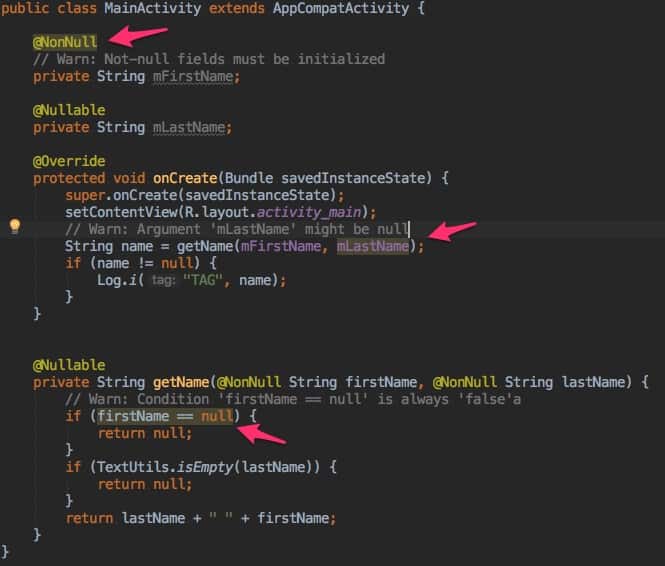 public class MainActivity extends AppCompatActivity {
@NonNull
// Warn: Not-null fields must be initialized
private String mFirstName;
@Nullable
private String mLastName;
@Override
protected void onCreate(Bundle savedInstanceState) {
super.onCreate(savedInstanceState);
setContentView(R.layout.activity_main);
// Warn: Argument 'mLastName' might be null
String name = getName(mFirstName, mLastName);
if (name != null) {
Log.i( tag: "TAG", name);
}
}
@Nullable
private String getName(@NonNull String firstName, @NonNull String lastName) {
// Warn: Condition 'firstName == null' is always 'false'a
if (firstName == null) {
return null;
}
if (TextUtils.isEmpty(lastName)) {
return null;
}
return lastName + " " + firstName;
}
}